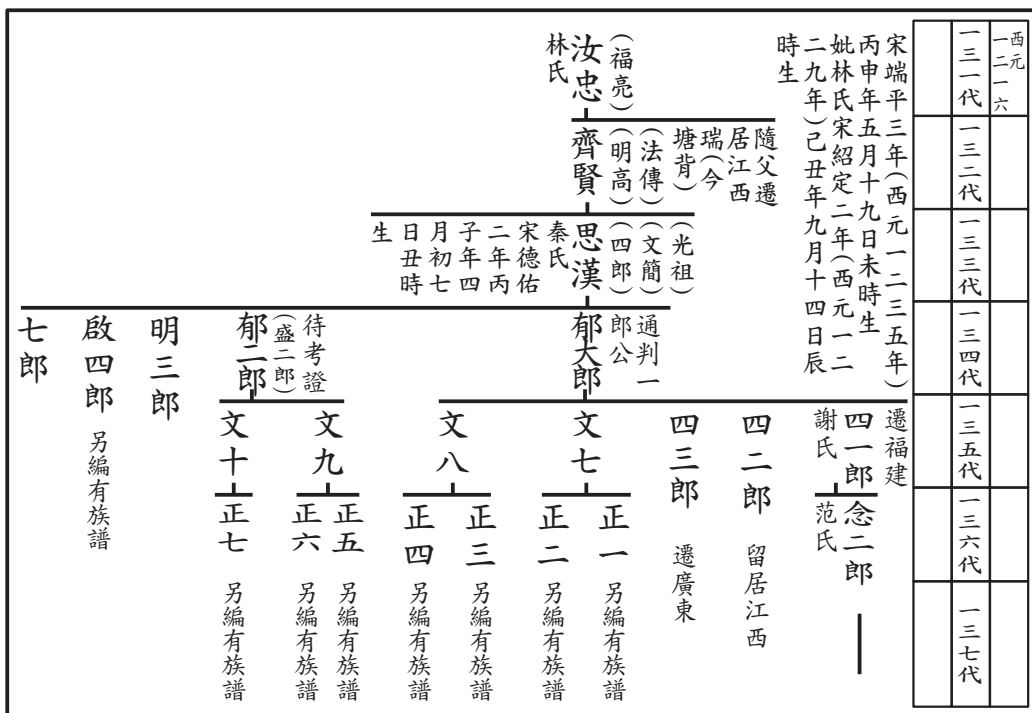 西元
一二一六
一三一代
一三二代
一三三代
一三四代
一三五代
一三六代
一三七代
宋端平三年(西元一二三五年)
丙申年五月十九日未時生
妣林氏宋紹定二年(西元一二
二九年)己丑年九月十四日辰
時生
(福亮)
汝忠
林氏
隨父遷
居江西
瑞(今
塘背)
(法傳)
(明高)
齊賢
(光祖)
(文簡)
(四郎)
思漢
秦氏
宋德佑
二年丙
子年四
月初七
日丑時
生
通判一
郎公
郁大郎
待考證
(盛二郎)
郁二郎
明三郎
啟四郎
另編有族譜
七郎
遷福建
四一郎
謝氏
四二郎
留居江西
四三郎
遷廣東
文七
文八
文九
文十
念二郎
范氏
正一
另編有族譜
正二
另編有族譜
正三
另編有族譜
正四
另編有族譜
正五
另編有族譜
正六
另編有族譜
正七
另編有族譜